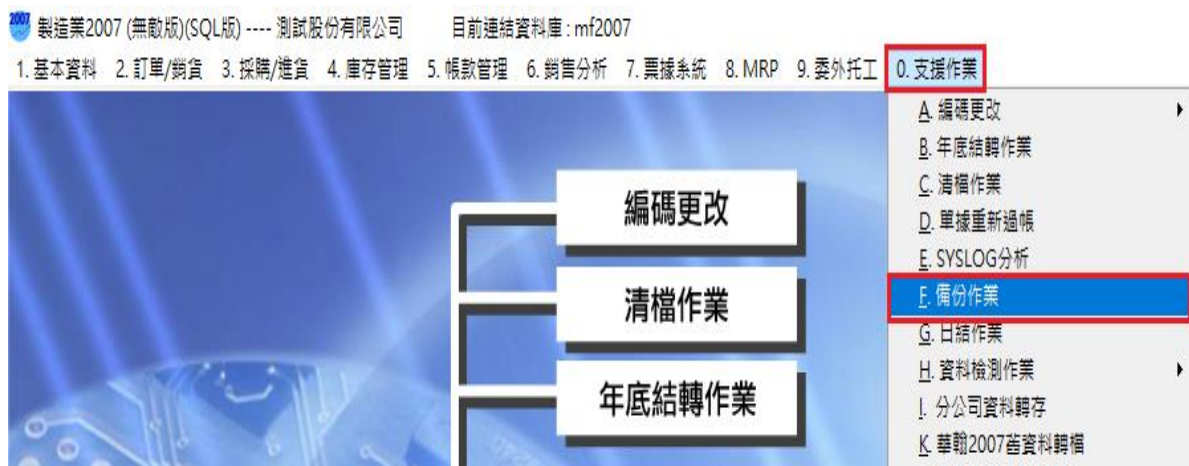 2007 製造業2007 (無敵版)(SQL版) ---- 測試股份有限公司 目前連結資料庫 : mf2007
1. 基本資料 2. 訂單/銷貨 3. 採購/進貨 4. 庫存管理 5. 帳款管理 6. 銷售分析 7. 票據系統 8. MRP 9. 委外托工 0. 支援作業
A. 編碼更改
B. 年底結轉作業
C. 清檔作業
D. 單據重新過帳
E. SYSLOG分析
F. 備份作業
G. 日結作業
H. 資料檢測作業
I. 分公司資料轉存
K. 華翰2007舊資料轉檔
編碼更改
清檔作業
年底結轉作業